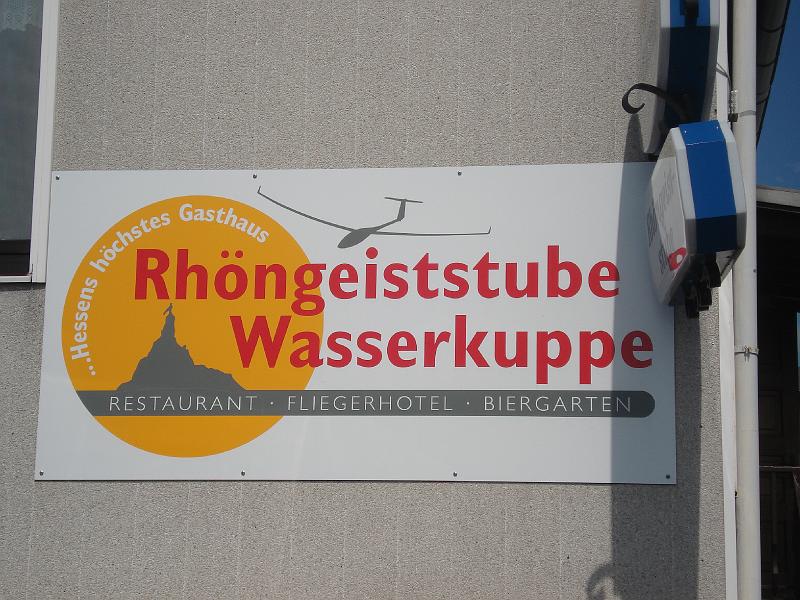 ...Hessens höchstes Gasthaus
Rhöngeiststube
Wasserkuppe
RESTAURANT · FLIEGERHOTEL · BIERGARTEN